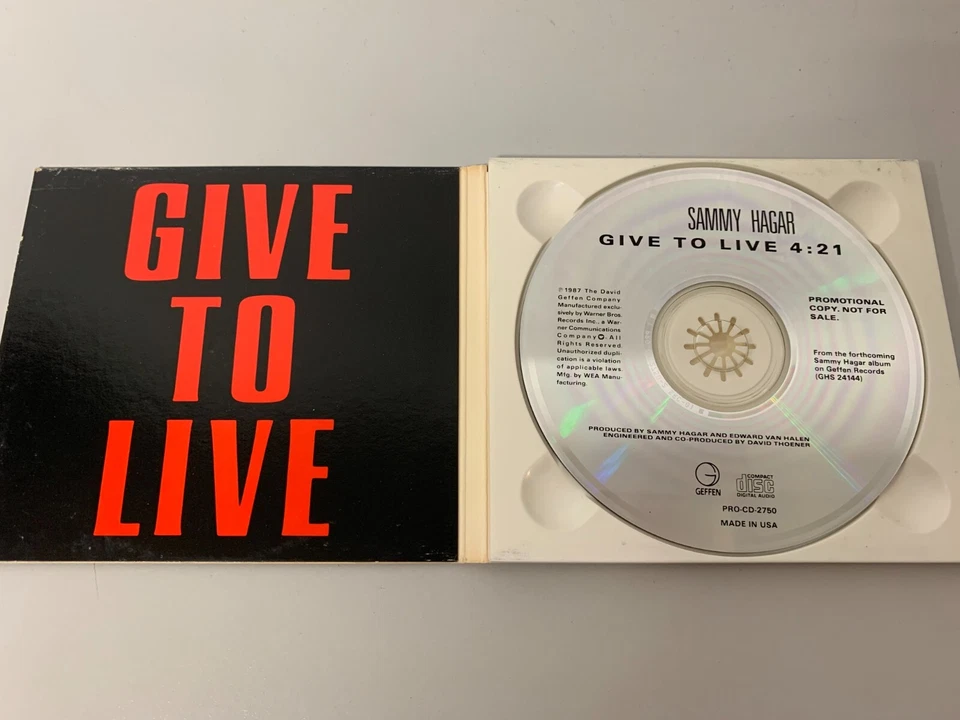 GIVE
TO
LIVE
SAMMY HAGAR
GIVE TO LIVE 4:21
℗ 1987 The David
Geffen Company
Manufactured exclu-
sively by Warner Bros.
Records Inc., a War-
ner Communications
Company. All
Rights Reserved.
Unauthorized dupli-
cation is a violation
of applicable laws.
Mfg. by WEA Manu-
facturing.
PROMOTIONAL
COPY. NOT FOR
SALE.
From the forthcoming
Sammy Hagar album
on Geffen Records
(GHS 24144)
PRODUCED BY SAMMY HAGAR AND EDWARD VAN HALEN
ENGINEERED AND CO-PRODUCED BY DAVID THOENER
GEFFEN
COMPACT
disc
DIGITAL AUDIO
PRO-CD-2750
MADE IN USA